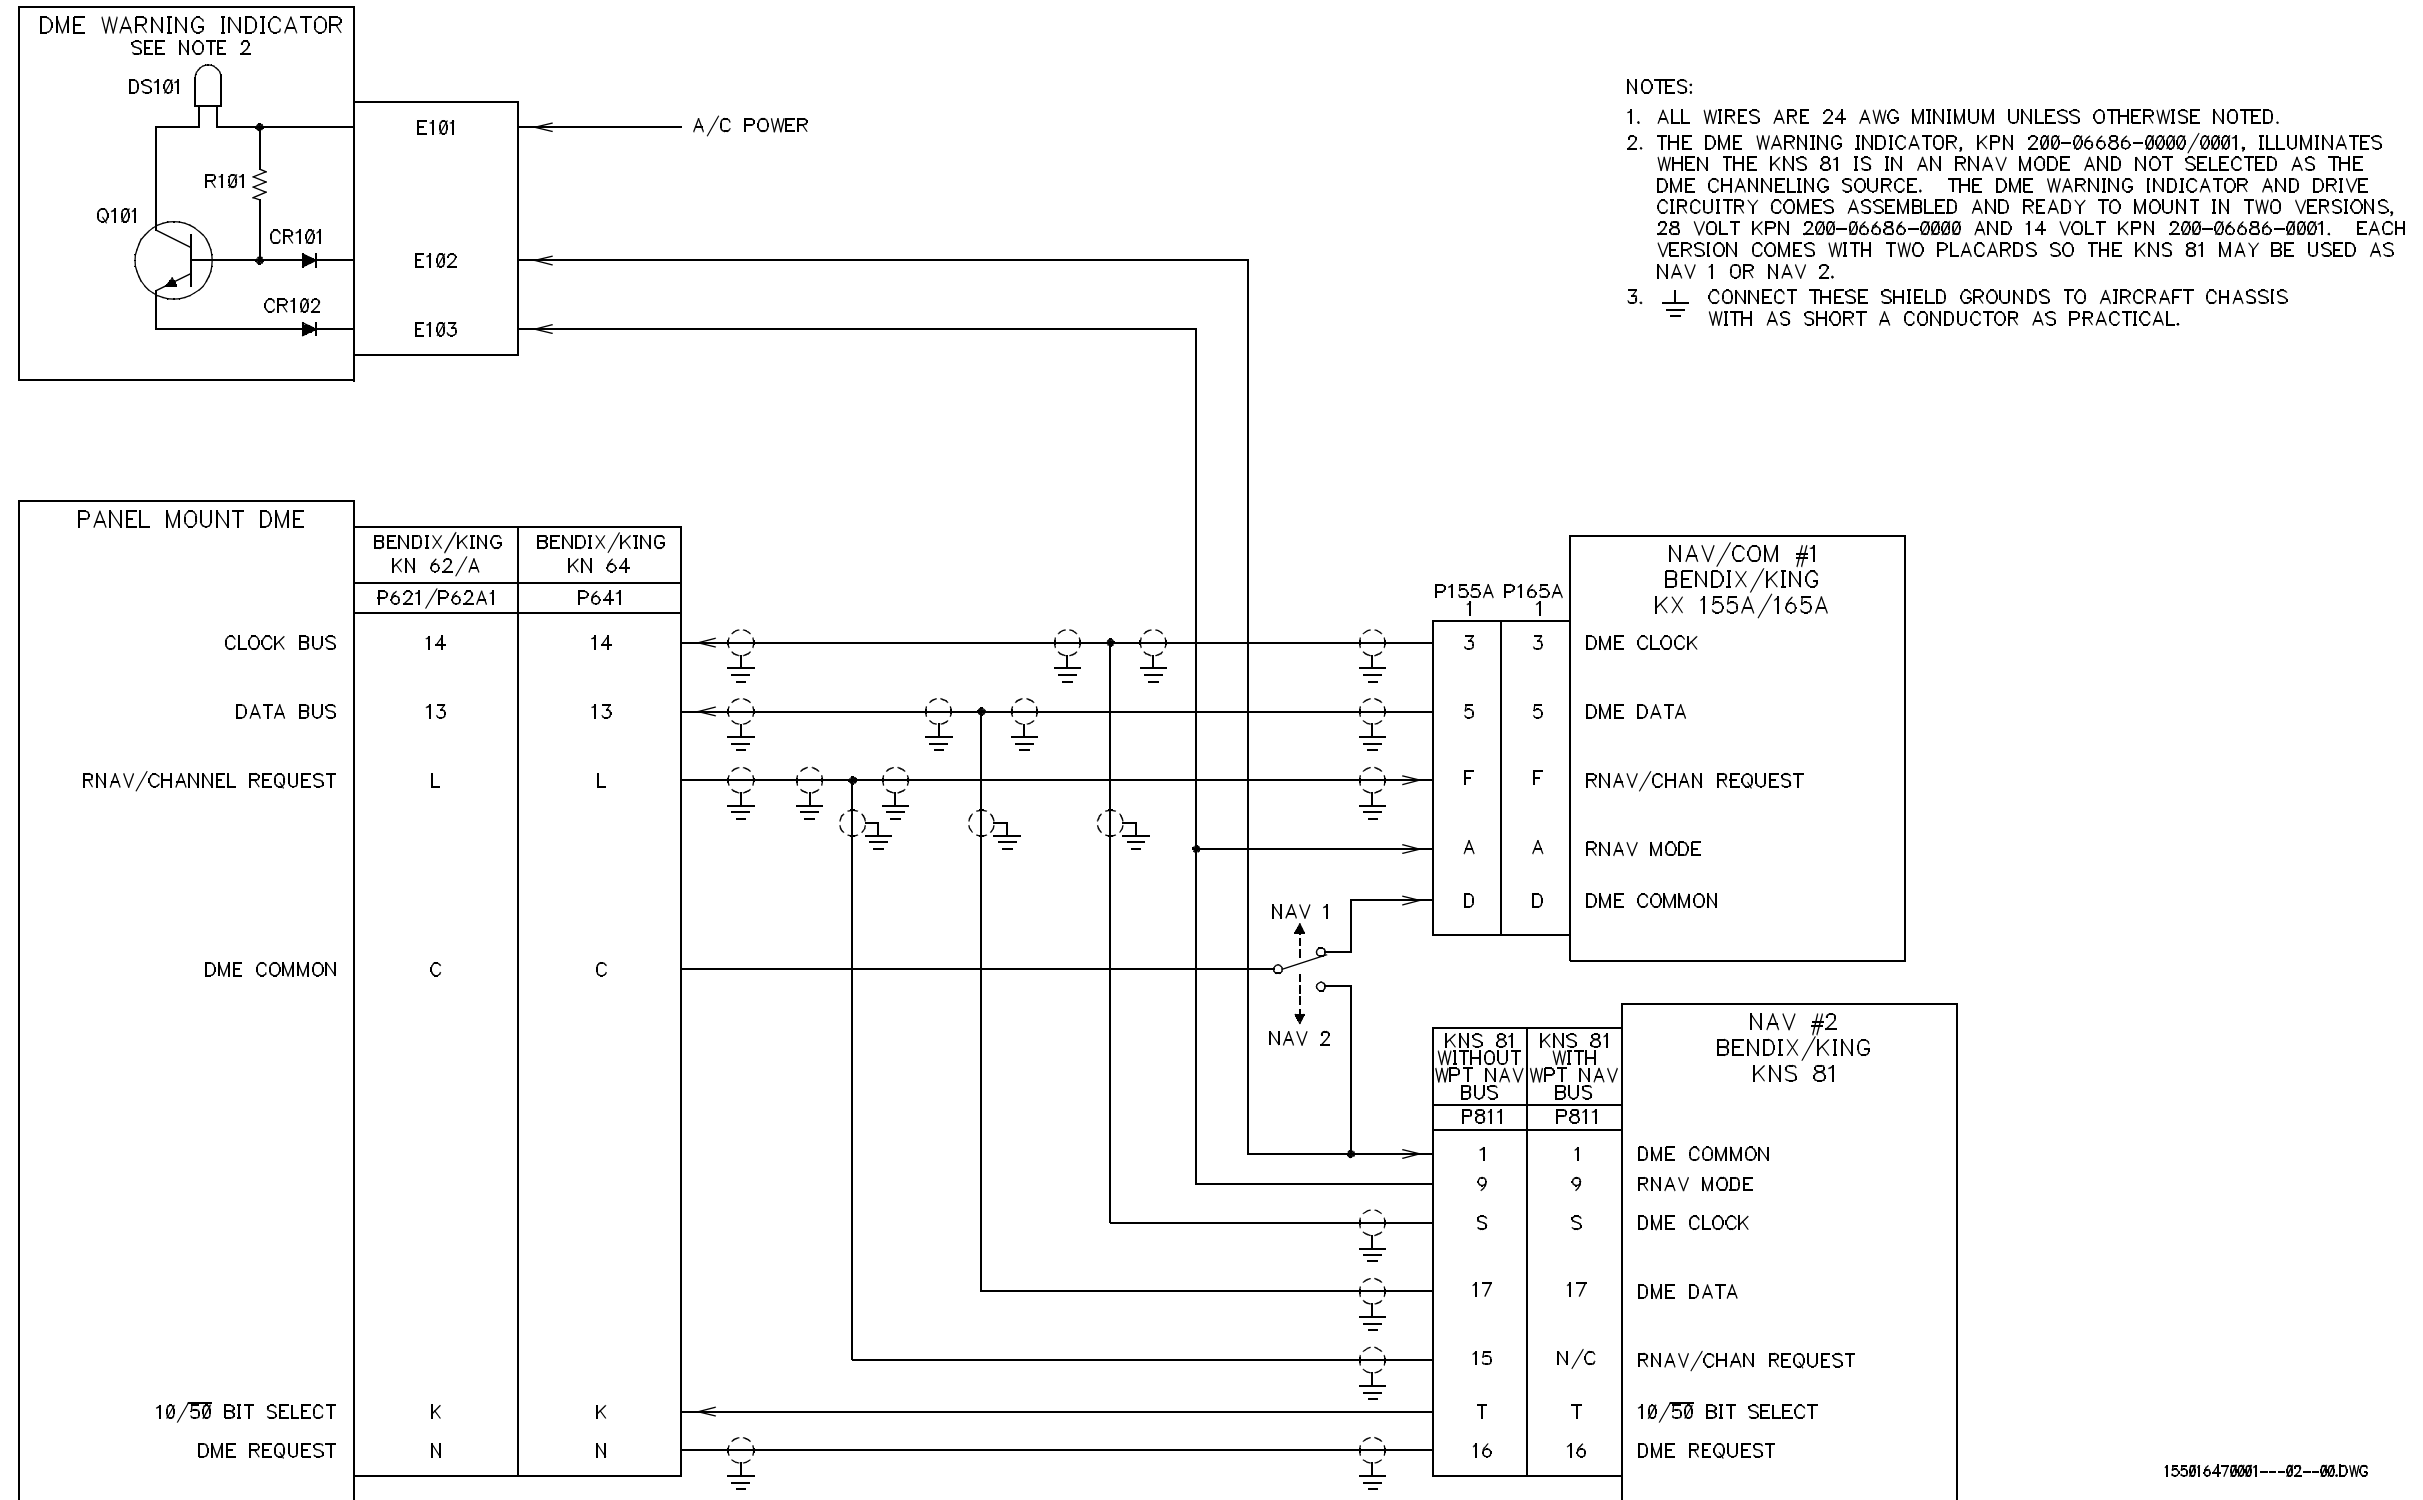 DME WARNING INDICATOR
SEE NOTE 2
DS101
R101
Q101
CR101
CR102
E101
E102
E103
A/C POWER
NOTES:
1. ALL WIRES ARE 24 AWG MINIMUM UNLESS OTHERWISE NOTED.
2. THE DME WARNING INDICATOR, KPN 200-06686-0000/0001, ILLUMINATES
WHEN THE KNS 81 IS IN AN RNAV MODE AND NOT SELECTED AS THE
DME CHANNELING SOURCE. THE DME WARNING INDICATOR AND DRIVE
CIRCUITRY COMES ASSEMBLED AND READY TO MOUNT IN TWO VERSIONS,
28 VOLT KPN 200-06686-0000 AND 14 VOLT KPN 200-06686-0001. EACH
VERSION COMES WITH TWO PLACARDS SO THE KNS 81 MAY BE USED AS
NAV 1 OR NAV 2.
3. CONNECT THESE SHIELD GROUNDS TO AIRCRAFT CHASSIS
WITH AS SHORT A CONDUCTOR AS PRACTICAL.
PANEL MOUNT DME
BENDIX/KING
KN 62/A
BENDIX/KING
KN 64
P621/P62A1
P641
CLOCK BUS 14 14
DATA BUS 13 13
RNAV/CHANNEL REQUEST L L
DME COMMON C C
10/50 BIT SELECT K K
DME REQUEST N N
NAV 1
NAV 2
NAV/COM #1
BENDIX/KING
KX 155A/165A
P155A P165A
1 1
3 3 DME CLOCK
5 5 DME DATA
F F RNAV/CHAN REQUEST
A A RNAV MODE
D D DME COMMON
NAV #2
BENDIX/KING
KNS 81
KNS 81
WITHOUT
WPT NAV
BUS
KNS 81
WITH
WPT NAV
BUS
P811 P811
1 1 DME COMMON
9 9 RNAV MODE
S S DME CLOCK
17 17 DME DATA
15 N/C RNAV/CHAN REQUEST
T T 10/50 BIT SELECT
16 16 DME REQUEST
155016470001---02--00.DWG